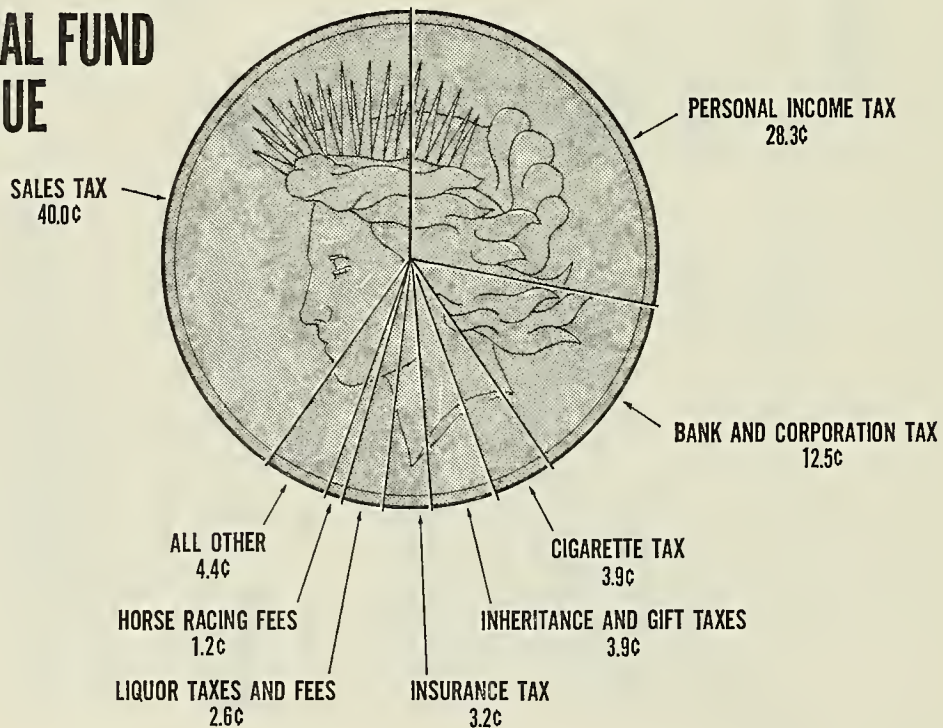 AL FUND
UE
PERSONAL INCOME TAX
28.3¢
SALES TAX
40.0¢
BANK AND CORPORATION TAX
12.5¢
ALL OTHER
4.4¢
CIGARETTE TAX
3.9¢
HORSE RACING FEES
1.2¢
INHERITANCE AND GIFT TAXES
3.9¢
LIQUOR TAXES AND FEES
2.6¢
INSURANCE TAX
3.2¢